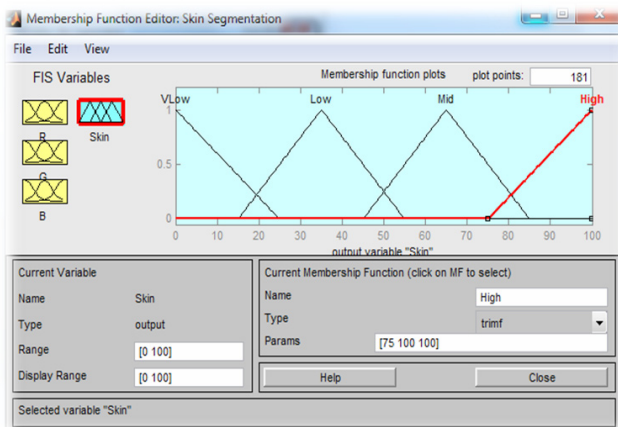 Membership Function Editor: Skin Segmentation
File Edit View
FIS Variables
Membership function plots plot points: 181
R
G
B
Skin
VLow Low Mid High
1
0.5
0
0 10 20 30 40 50 60 70 80 90 100
output variable "Skin"
Current Variable
Name Skin
Type output
Range [0 100]
Display Range [0 100]
Current Membership Function (click on MF to select)
Name High
Type trimf
Params [75 100 100]
Help Close
Selected variable "Skin"